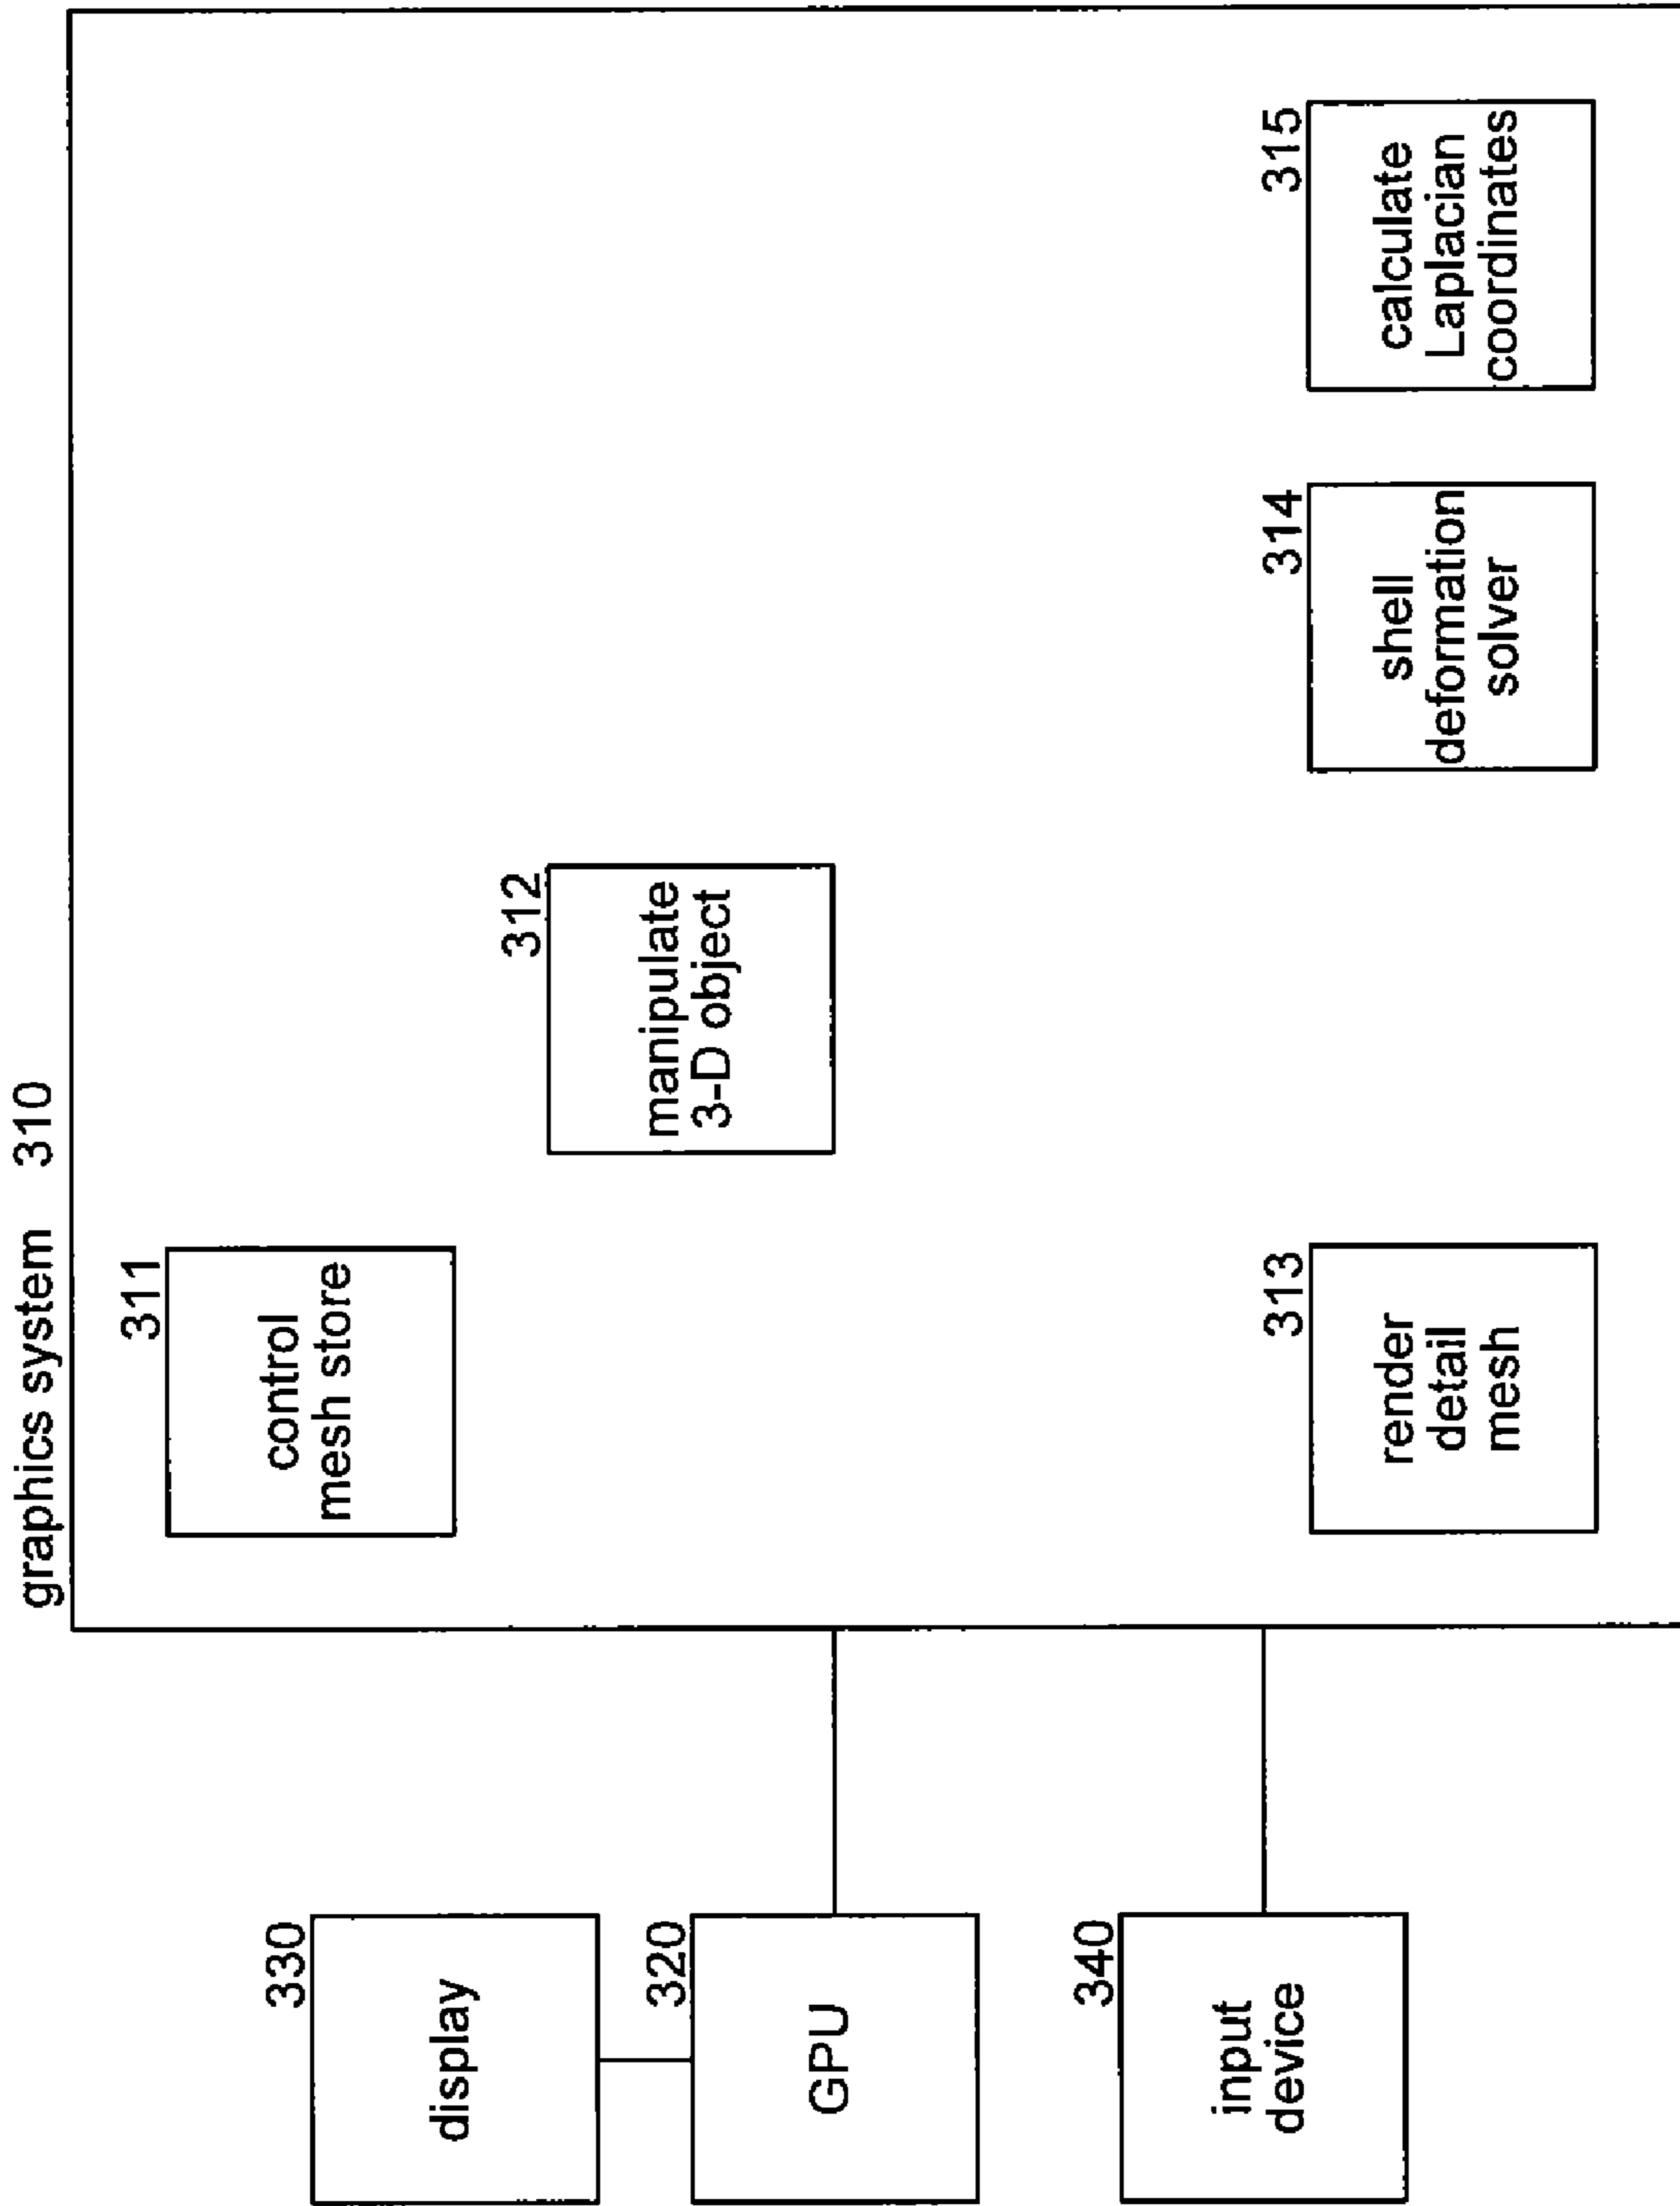 graphics system 310
330
display
320
GPU
340
input
device
311
control
mesh store
312
manipulate
3-D object
313
render
detail
mesh
314
shell
deformation
solver
315
calculate
Laplacian
coordinates